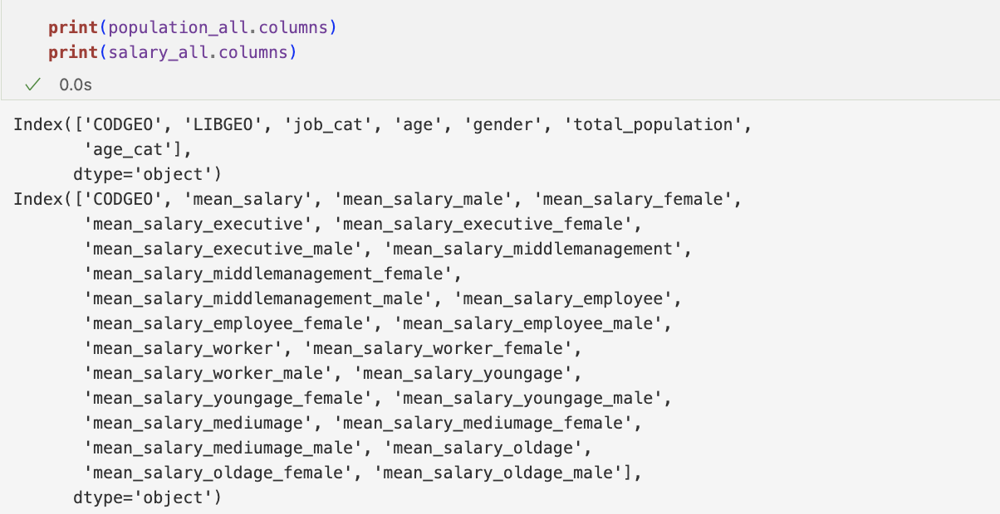 print(population_all.columns)
print(salary_all.columns)
0.0s
Index(['CODGEO', 'LIBGEO', 'job_cat', 'age', 'gender', 'total_population',
'age_cat'],
dtype='object')
Index(['CODGEO', 'mean_salary', 'mean_salary_male', 'mean_salary_female',
'mean_salary_executive', 'mean_salary_executive_female',
'mean_salary_executive_male', 'mean_salary_middlemanagement',
'mean_salary_middlemanagement_female',
'mean_salary_middlemanagement_male', 'mean_salary_employee',
'mean_salary_employee_female', 'mean_salary_employee_male',
'mean_salary_worker', 'mean_salary_worker_female',
'mean_salary_worker_male', 'mean_salary_youngage',
'mean_salary_youngage_female', 'mean_salary_youngage_male',
'mean_salary_mediumage', 'mean_salary_mediumage_female',
'mean_salary_mediumage_male', 'mean_salary_oldage',
'mean_salary_oldage_female', 'mean_salary_oldage_male'],
dtype='object')